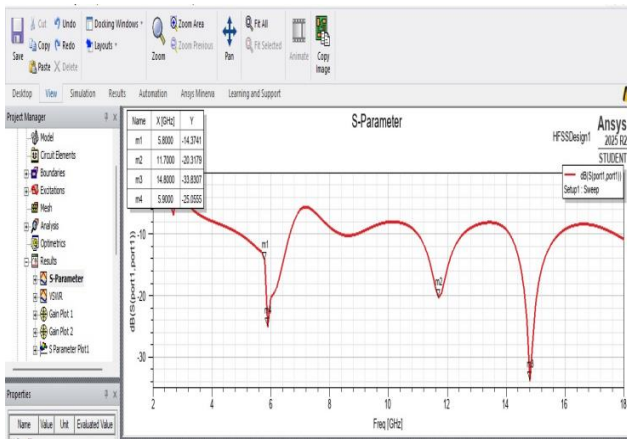 Save
Cut
Copy
Paste
Undo
Redo
Delete
Docking Windows
Layouts
Zoom
Zoom Area
Zoom Previous
Pan
Fit All
Fit Selected
Animate
Copy Image
Desktop View Simulation Results Automation Ansys Minerva Learning and Support
Project Manager
Model
Circuit Elements
Boundaries
Excitations
Mesh
Analysis
Optimetrics
Results
S-Parameter
VSWR
Gain Plot 1
Gain Plot 2
S Parameter Plot1
Properties
Name Value Unit Evaluated Value
Name X [GHz] Y
m1 5.8000 -14.3741
m2 11.7000 -20.3179
m3 14.8000 -33.8307
m4 5.9000 -25.0555
S-Parameter
HFSSDesign1
Ansys
2025 R2
STUDENT
dB(S(port1,port1))
Setup1 : Sweep
dB(S(port1,port1))
-10
-20
-30
m1
m2
2 4 6 8 10 12 14 16 18
Freq [GHz]